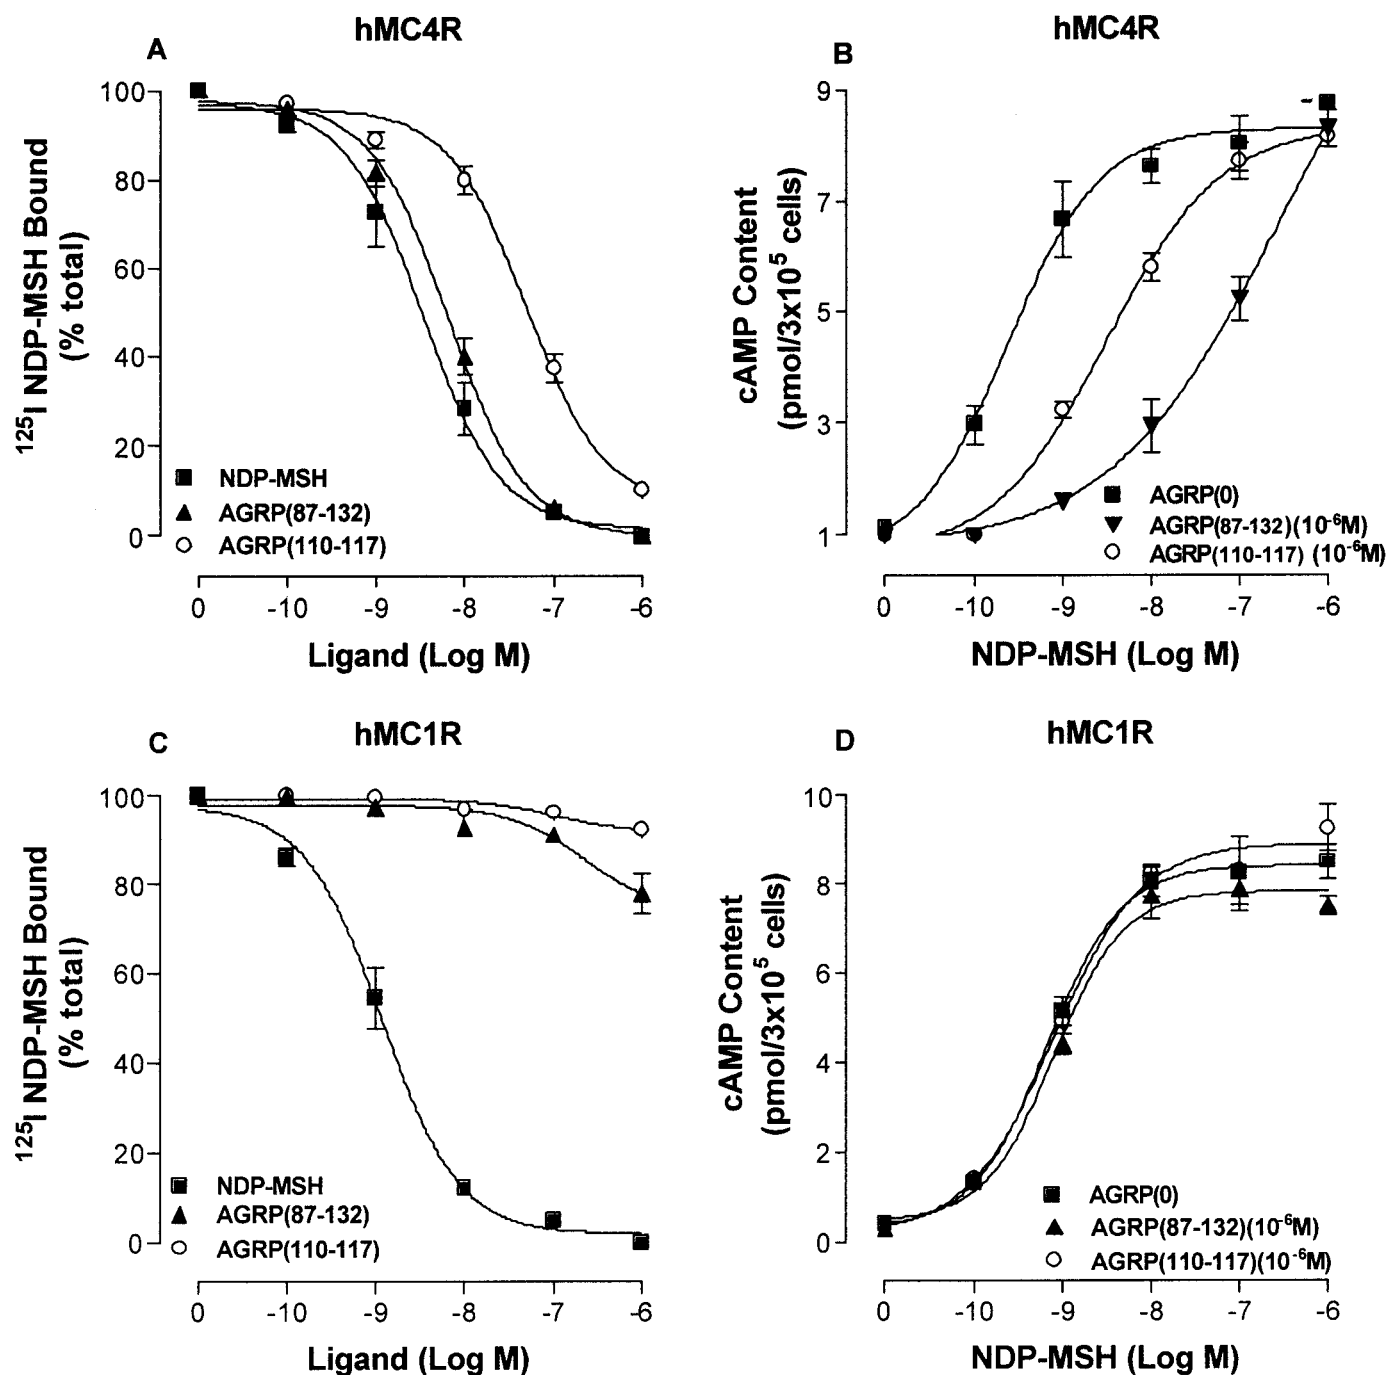 A
hMC4R
¹²⁵I NDP-MSH Bound
(% total)
100
80
60
40
20
0
NDP-MSH
AGRP(87-132)
AGRP(110-117)
0 -10 -9 -8 -7 -6
Ligand (Log M)
B
hMC4R
cAMP Content
(pmol/3x10⁵ cells)
9
7
5
3
1
AGRP(0)
AGRP(87-132)(10⁻⁶M)
AGRP(110-117) (10⁻⁶M)
0 -10 -9 -8 -7 -6
NDP-MSH (Log M)
C
hMC1R
¹²⁵I NDP-MSH Bound
(% total)
100
80
60
40
20
0
NDP-MSH
AGRP(87-132)
AGRP(110-117)
0 -10 -9 -8 -7 -6
Ligand (Log M)
D
hMC1R
cAMP Content
(pmol/3x10⁵ cells)
10
8
6
4
2
0
AGRP(0)
AGRP(87-132)(10⁻⁶M)
AGRP(110-117)(10⁻⁶M)
0 -10 -9 -8 -7 -6
NDP-MSH (Log M)